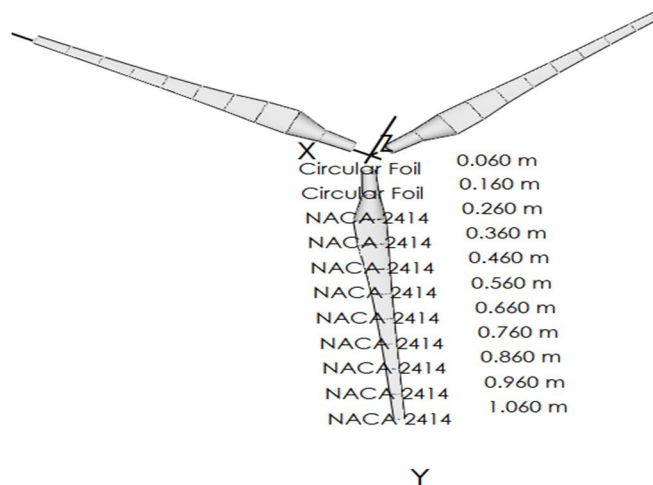 Z
X
Circular Foil 0.060 m
Circular Foil 0.160 m
NACA-2414 0.260 m
NACA-2414 0.360 m
NACA-2414 0.460 m
NACA-2414 0.560 m
NACA-2414 0.660 m
NACA-2414 0.760 m
NACA-2414 0.860 m
NACA-2414 0.960 m
NACA-2414 1.060 m
Y